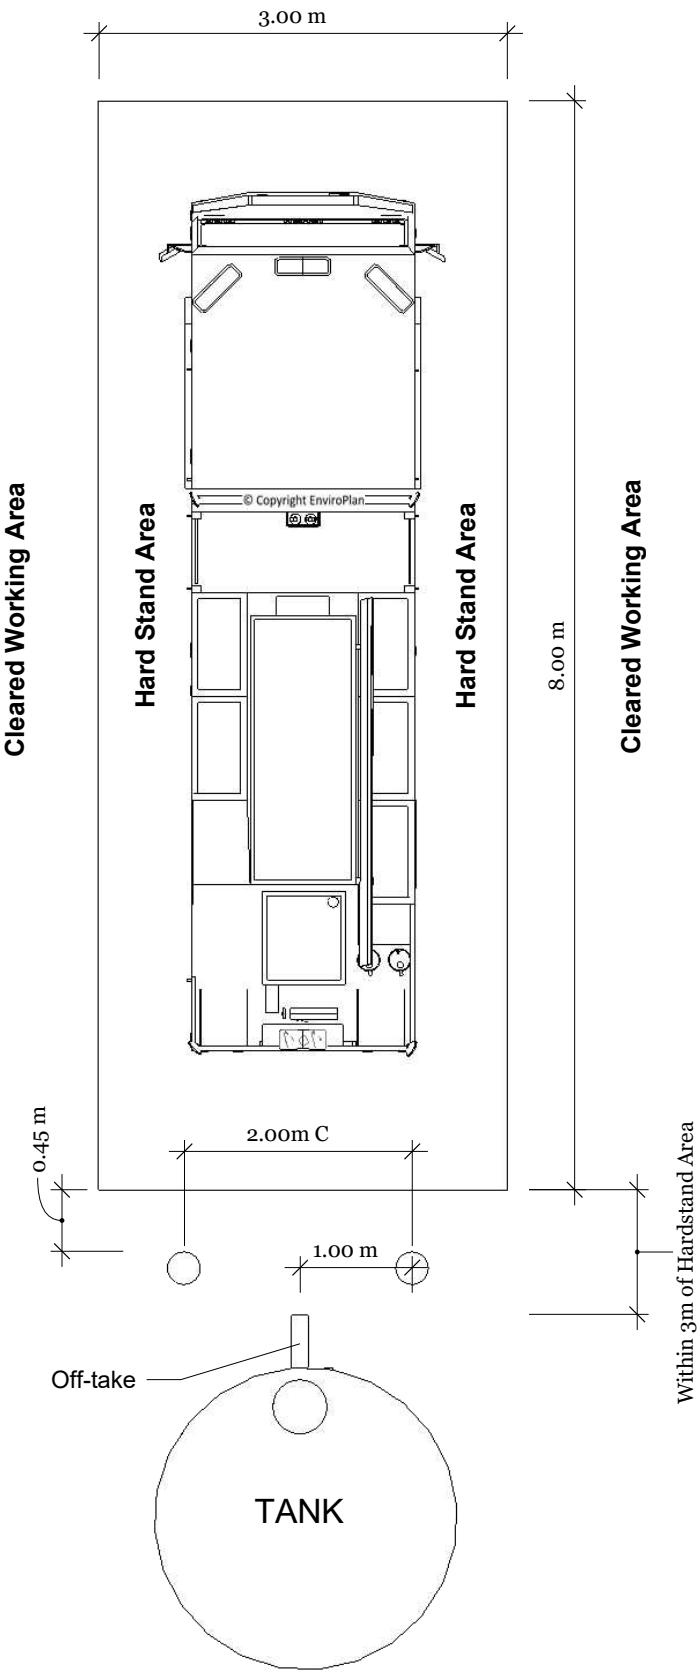 3.00 m
Cleared Working Area
Hard Stand Area
© Copyright EnviroPlan
Hard Stand Area
8.00 m
Cleared Working Area
0.45 m
2.00m C
1.00 m
Within 3m of Hardstand Area
Off-take
TANK